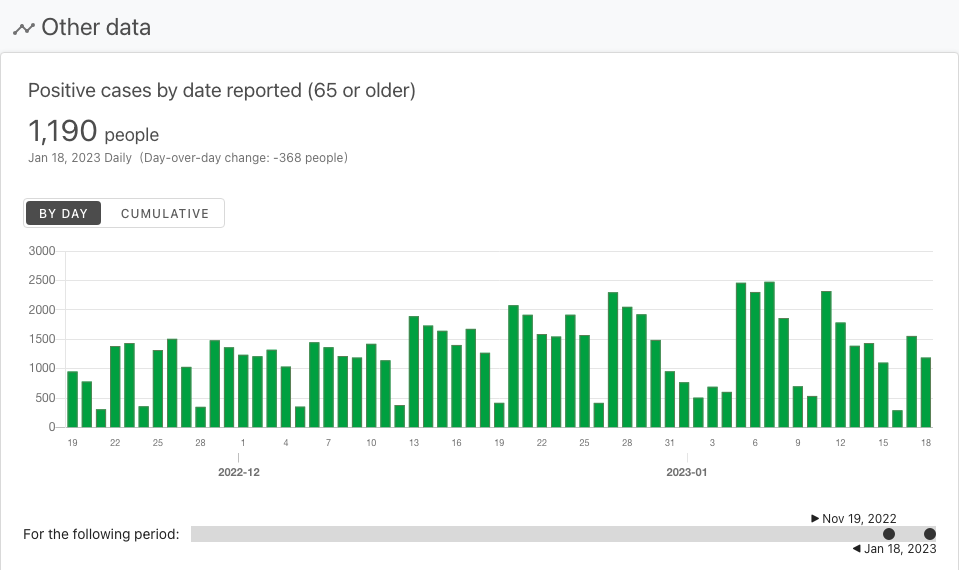 Other data
Positive cases by date reported (65 or older)
1,190 people
Jan 18, 2023 Daily (Day-over-day change: -368 people)
BY DAY CUMULATIVE
3000
2500
2000
1500
1000
500
0
19 22 25 28 1 4 7 10 13 16 19 22 25 28 31 3 6 9 12 15 18
2022-12 2023-01
▶ Nov 19, 2022
For the following period:
◀ Jan 18, 2023